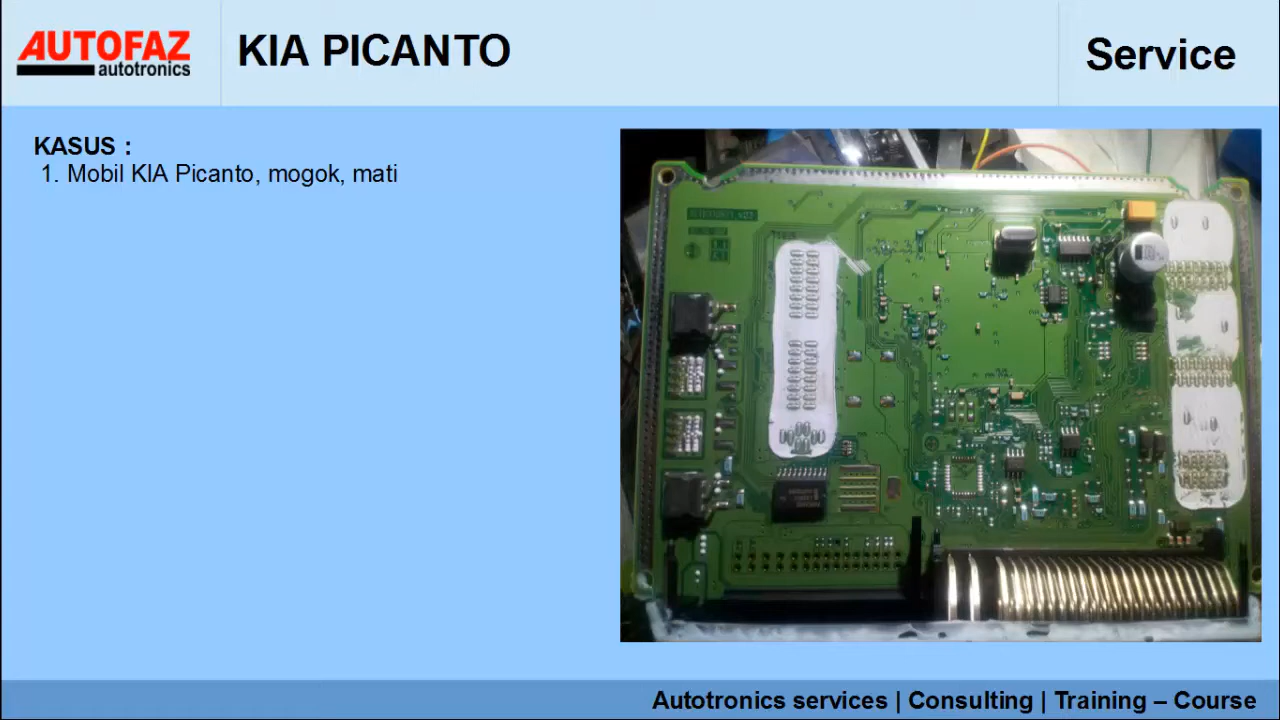 AUTOFAZ
autotronics
KIA PICANTO
Service
KASUS :
1. Mobil KIA Picanto, mogok, mati
Autotronics services | Consulting | Training – Course